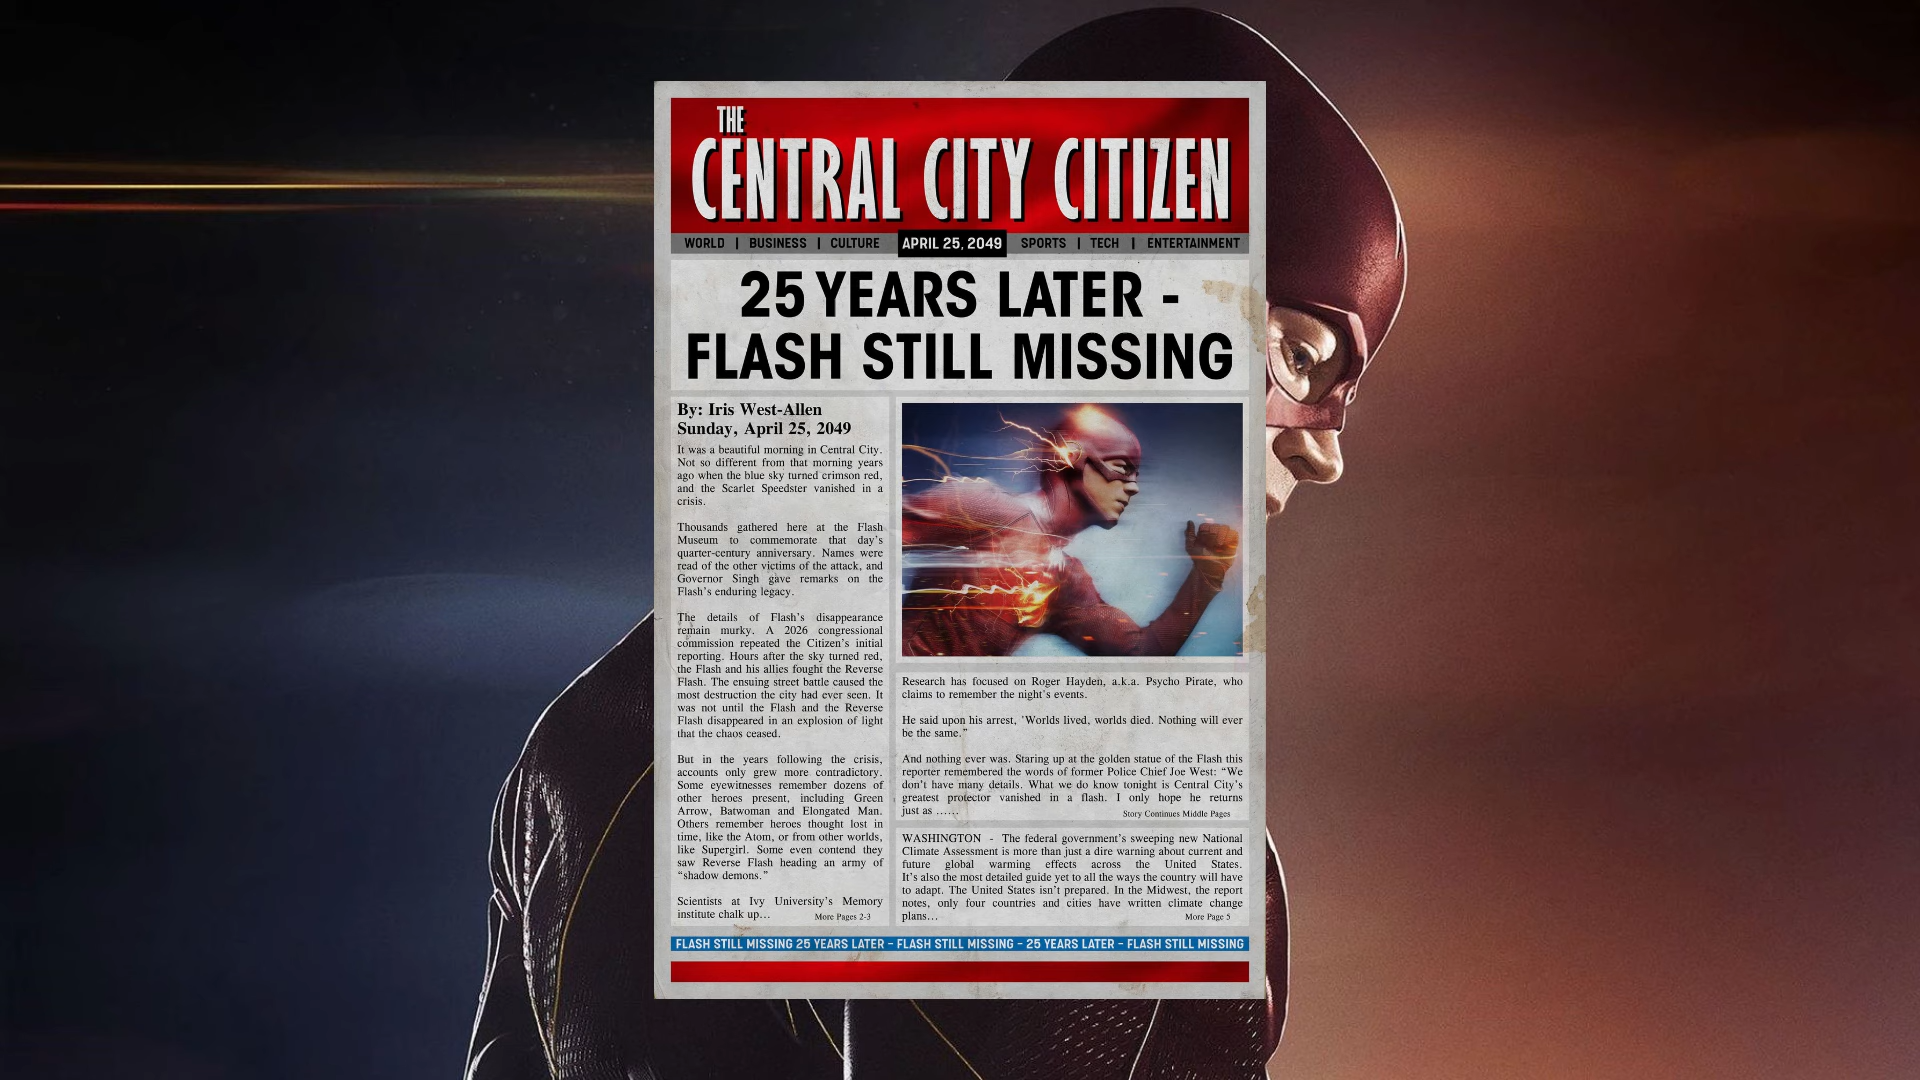 THE
CENTRAL CITY CITIZEN
WORLD | BUSINESS | CULTURE APRIL 25, 2049 SPORTS | TECH | ENTERTAINMENT
25 YEARS LATER -
FLASH STILL MISSING
By: Iris West-Allen
Sunday, April 25, 2049
It was a beautiful morning in Central City.
Not so different from that morning years
ago when the blue sky turned crimson red,
and the Scarlet Speedster vanished in a
crisis.
Thousands gathered here at the Flash
Museum to commemorate that day's
quarter-century anniversary. Names were
read of the other victims of the attack, and
Governor Singh gave remarks on the
Flash's enduring legacy.
The details of Flash's disappearance
remain murky. A 2026 congressional
commission repeated the Citizen's initial
reporting. Hours after the sky turned red,
the Flash and his allies fought the Reverse
Flash. The ensuing street battle caused the
most destruction the city had ever seen. It
was not until the Flash and the Reverse
Flash disappeared in an explosion of light
that the chaos ceased.
But in the years following the crisis,
accounts only grew more contradictory.
Some eyewitnesses remember dozens of
other heroes present, including Green
Arrow, Batwoman and Elongated Man.
Others remember heroes thought lost in
time, like the Atom, or from other worlds,
like Supergirl. Some even contend they
saw Reverse Flash heading an army of
“shadow demons.”
Scientists at Ivy University's Memory
institute chalk up… More Pages 2-3
Research has focused on Roger Hayden, a.k.a. Psycho Pirate, who
claims to remember the night's events.
He said upon his arrest, 'Worlds lived, worlds died. Nothing will ever
be the same.”
And nothing ever was. Staring up at the golden statue of the Flash this
reporter remembered the words of former Police Chief Joe West: “We
don't have many details. What we do know tonight is Central City's
greatest protector vanished in a flash. I only hope he returns
just as ……
Story Continues Middle Pages
WASHINGTON - The federal government's sweeping new National
Climate Assessment is more than just a dire warning about current and
future global warming effects across the United States.
It's also the most detailed guide yet to all the ways the country will have
to adapt. The United States isn't prepared. In the Midwest, the report
notes, only four countries and cities have written climate change
plans… More Page 5
FLASH STILL MISSING 25 YEARS LATER - FLASH STILL MISSING - 25 YEARS LATER - FLASH STILL MISSING